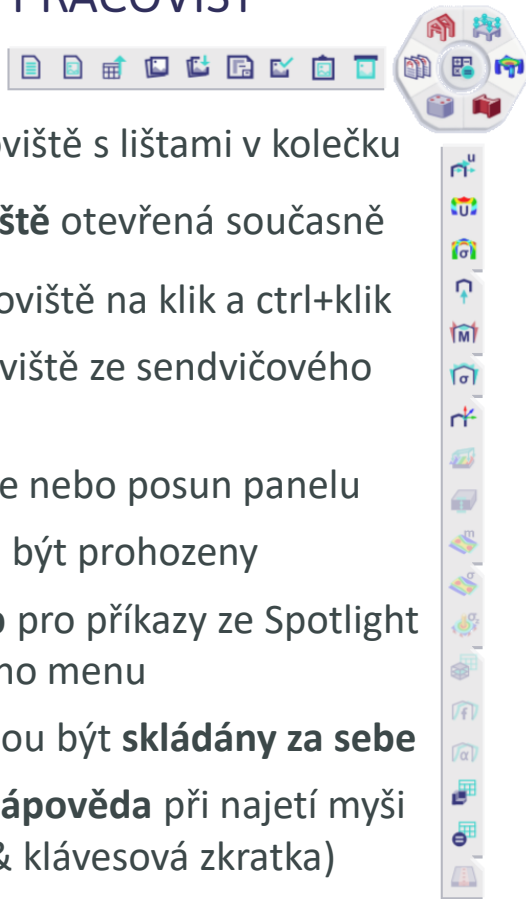 PRACOVIŠŤ
oviště s lištami v kolečku
iště otevřená současně
oviště na klik a ctrl+klik
viště ze sendvičového
e nebo posun panelu
být prohozeny
pro příkazy ze Spotlight
ho menu
ou být skládány za sebe
ápověda při najetí myši
& klávesová zkratka)
u
U
σ
M
σ
m
σ
σ
f
α